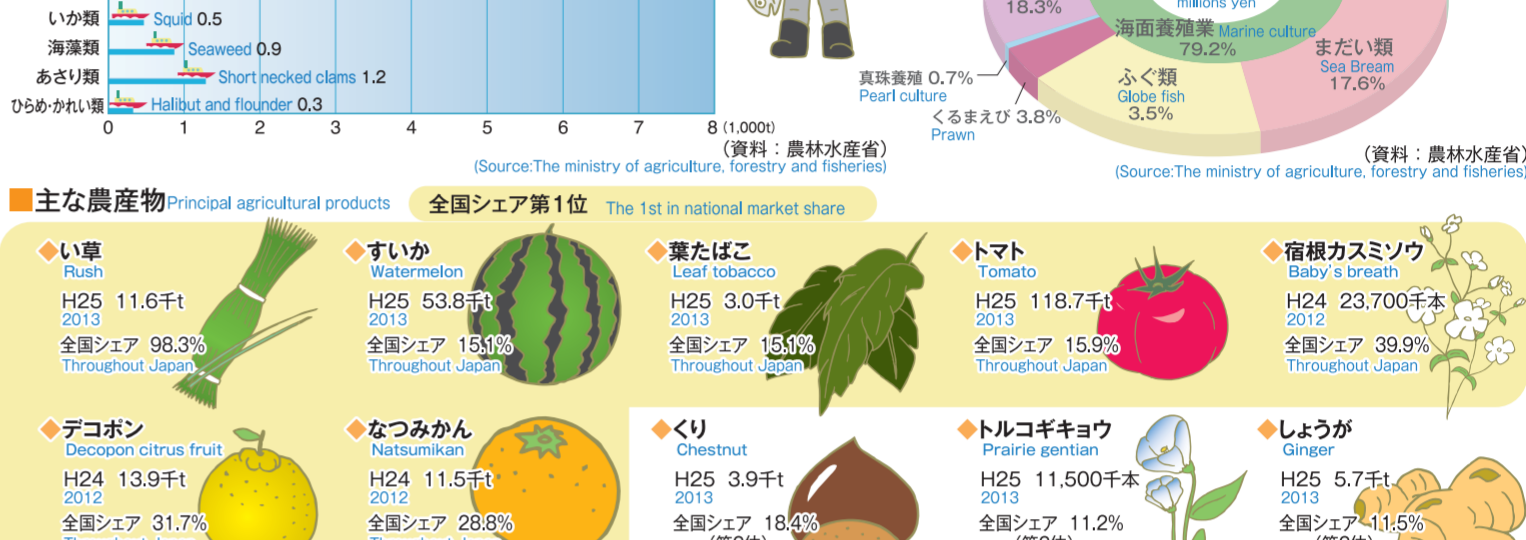 いか類 Squid 0.5
海藻類 Seaweed 0.9
あさり類 Short necked clams 1.2
ひらめ・かれい類 Halibut and flounder 0.3
0 1 2 3 4 5 6 7 8 (1,000t)
(資料：農林水産省)
(Source:The ministry of agriculture, forestry and fisheries)
millions yen
18.3%
海面養殖業 Marine culture
79.2%
まだい類
Sea Bream
17.6%
ふぐ類
Globe fish
3.5%
真珠養殖 0.7%
Pearl culture
くるまえび 3.8%
Prawn
(資料：農林水産省)
(Source:The ministry of agriculture, forestry and fisheries)
■主な農産物 Principal agricultural products
全国シェア第1位 The 1st in national market share
◆い草
Rush
H25 11.6千t
2013
全国シェア 98.3%
Throughout Japan
◆すいか
Watermelon
H25 53.8千t
2013
全国シェア 15.1%
Throughout Japan
◆葉たばこ
Leaf tobacco
H25 3.0千t
2013
全国シェア 15.1%
Throughout Japan
◆トマト
Tomato
H25 118.7千t
2013
全国シェア 15.9%
Throughout Japan
◆宿根カスミソウ
Baby's breath
H24 23,700千本
2012
全国シェア 39.9%
Throughout Japan
◆デコポン
Decopon citrus fruit
H24 13.9千t
2012
全国シェア 31.7%
◆なつみかん
Natsumikan
H24 11.5千t
2012
全国シェア 28.8%
◆くり
Chestnut
H25 3.9千t
2013
全国シェア 18.4%
◆トルコギキョウ
Prairie gentian
H25 11,500千本
2013
全国シェア 11.2%
◆しょうが
Ginger
H25 5.7千t
2013
全国シェア 11.5%